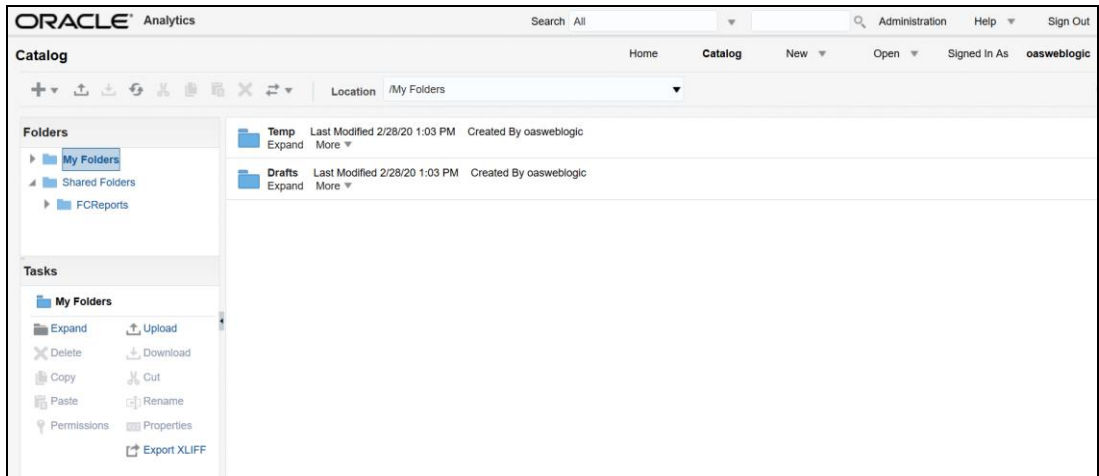 ORACLE Analytics Search All Administration Help Sign Out
Catalog Home Catalog New Open Signed In As oasweblogic
Location /My Folders
Folders
My Folders
Shared Folders
FCReports
Temp Last Modified 2/28/20 1:03 PM Created By oasweblogic
Expand More
Drafts Last Modified 2/28/20 1:03 PM Created By oasweblogic
Expand More
Tasks
My Folders
Expand Upload
Delete Download
Copy Cut
Paste Rename
Permissions Properties
Export XLIFF